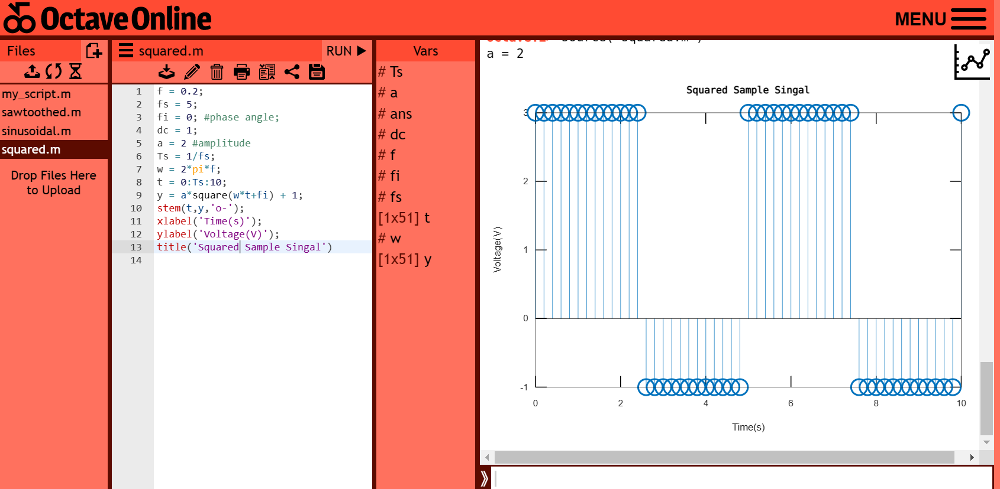 Octave Online
MENU
Files
squared.m
RUN
Vars
my_script.m
sawtoothed.m
sinusoidal.m
squared.m
Drop Files Here
to Upload
1 f = 0.2;
2 fs = 5;
3 fi = 0; #phase angle;
4 dc = 1;
5 a = 2 #amplitude
6 Ts = 1/fs;
7 w = 2*pi*f;
8 t = 0:Ts:10;
9 y = a*square(w*t+fi) + 1;
10 stem(t,y,'o-');
11 xlabel('Time(s)');
12 ylabel('Voltage(V)');
13 title('Squared Sample Singal')
14
# Ts
# a
# ans
# dc
# f
# fi
# fs
[1x51] t
# w
[1x51] y
a = 2
Squared Sample Singal
3
2
1
0
-1
Voltage(V)
0 2 4 6 8 10
Time(s)